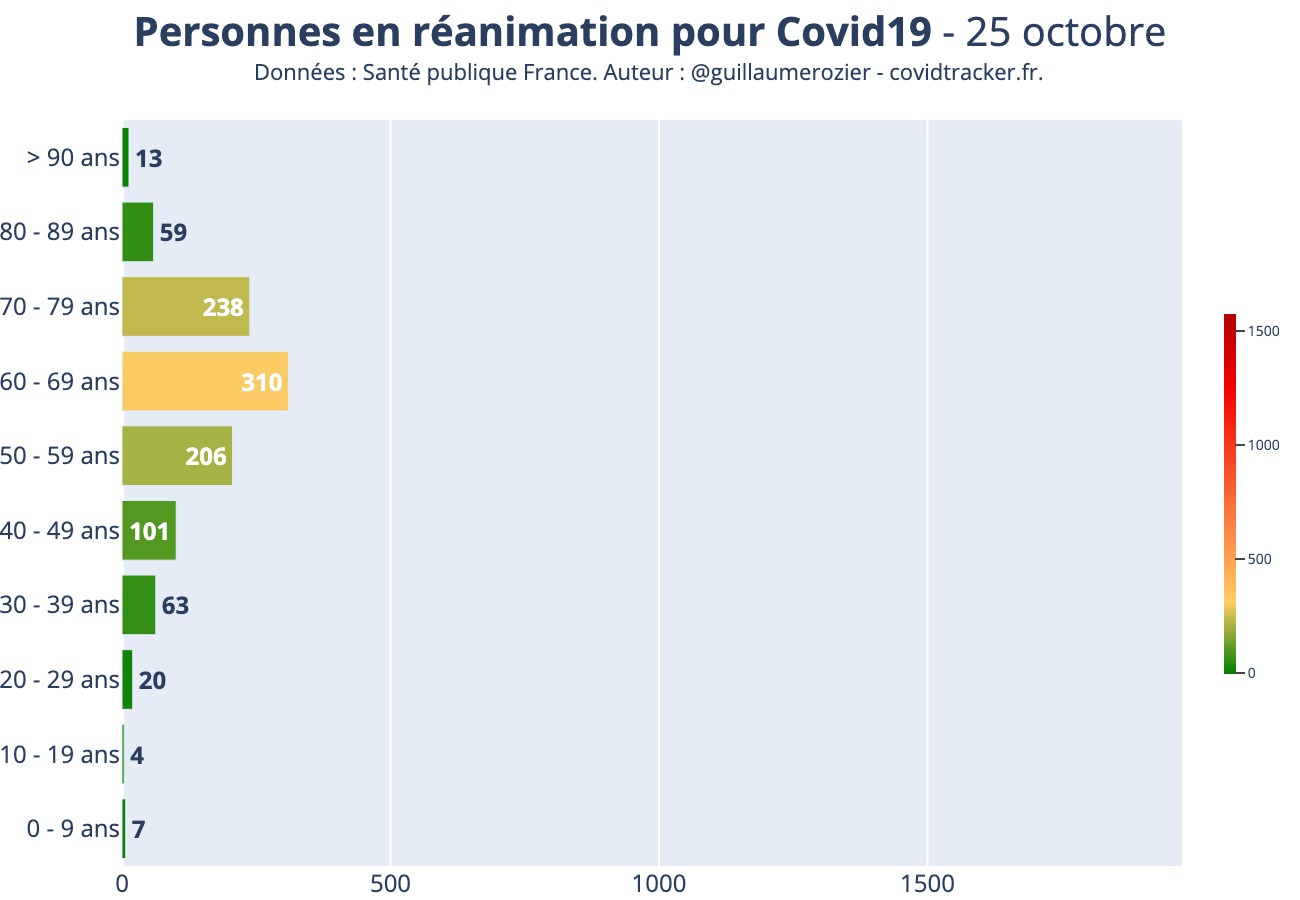 Personnes en réanimation pour Covid19 - 25 octobre
Données : Santé publique France. Auteur : @guillaumerozier - covidtracker.fr.
> 90 ans 13
80 - 89 ans 59
70 - 79 ans 238
60 - 69 ans 310
50 - 59 ans 206
40 - 49 ans 101
30 - 39 ans 63
20 - 29 ans 20
10 - 19 ans 4
0 - 9 ans 7
0 500 1000 1500
1500
1000
500
0